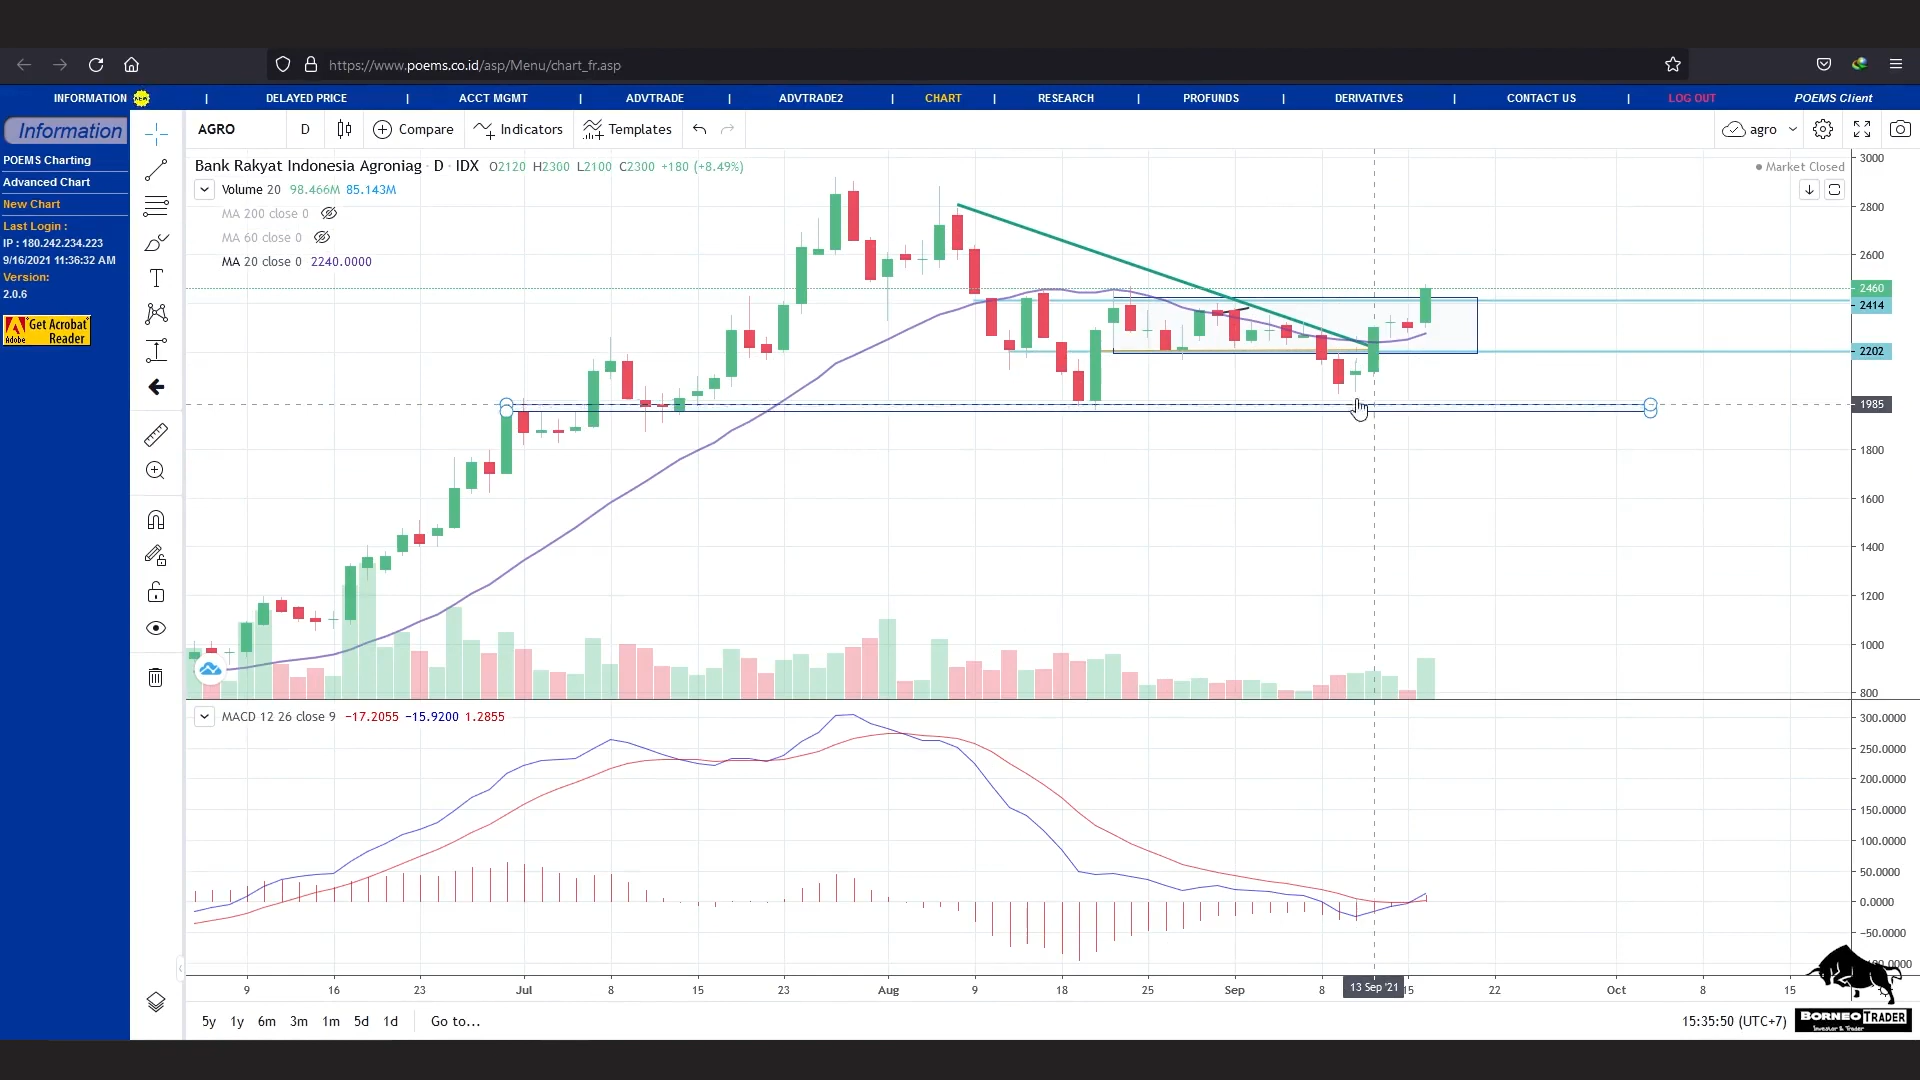 https://www.poems.co.id/asp/Menu/chart_fr.asp
INFORMATION NEW | DELAYED PRICE | ACCT MGMT | ADVTRADE | ADVTRADE2 | CHART | RESEARCH | PROFUNDS | DERIVATIVES | CONTACT US | LOG OUT POEMS Client
Information
POEMS Charting
Advanced Chart
New Chart
Last Login :
IP : 180.242.234.223
9/16/2021 11:36:32 AM
Version:
2.0.6
Get Acrobat
Adobe Reader
AGRO D Compare Indicators Templates agro
Bank Rakyat Indonesia Agroniag · D · IDX O2120 H2300 L2100 C2300 +180 (+8.49%)
Market Closed
Volume 20 98.466M 85.143M
MA 200 close 0
MA 60 close 0
MA 20 close 0 2240.0000
3000
2800
2600
2460
2414
2202
1985
1800
1600
1400
1200
1000
800
MACD 12 26 close 9 −17.2055 −15.9200 1.2855
300.0000
250.0000
200.0000
150.0000
100.0000
50.0000
0.0000
−50.0000
9 16 23 Jul 8 15 23 Aug 9 18 25 Sep 8 13 Sep '21 15 22 Oct 8 15
5y 1y 6m 3m 1m 5d 1d Go to...
15:35:50 (UTC+7)
BORNEO TRADER
Investor & Trader